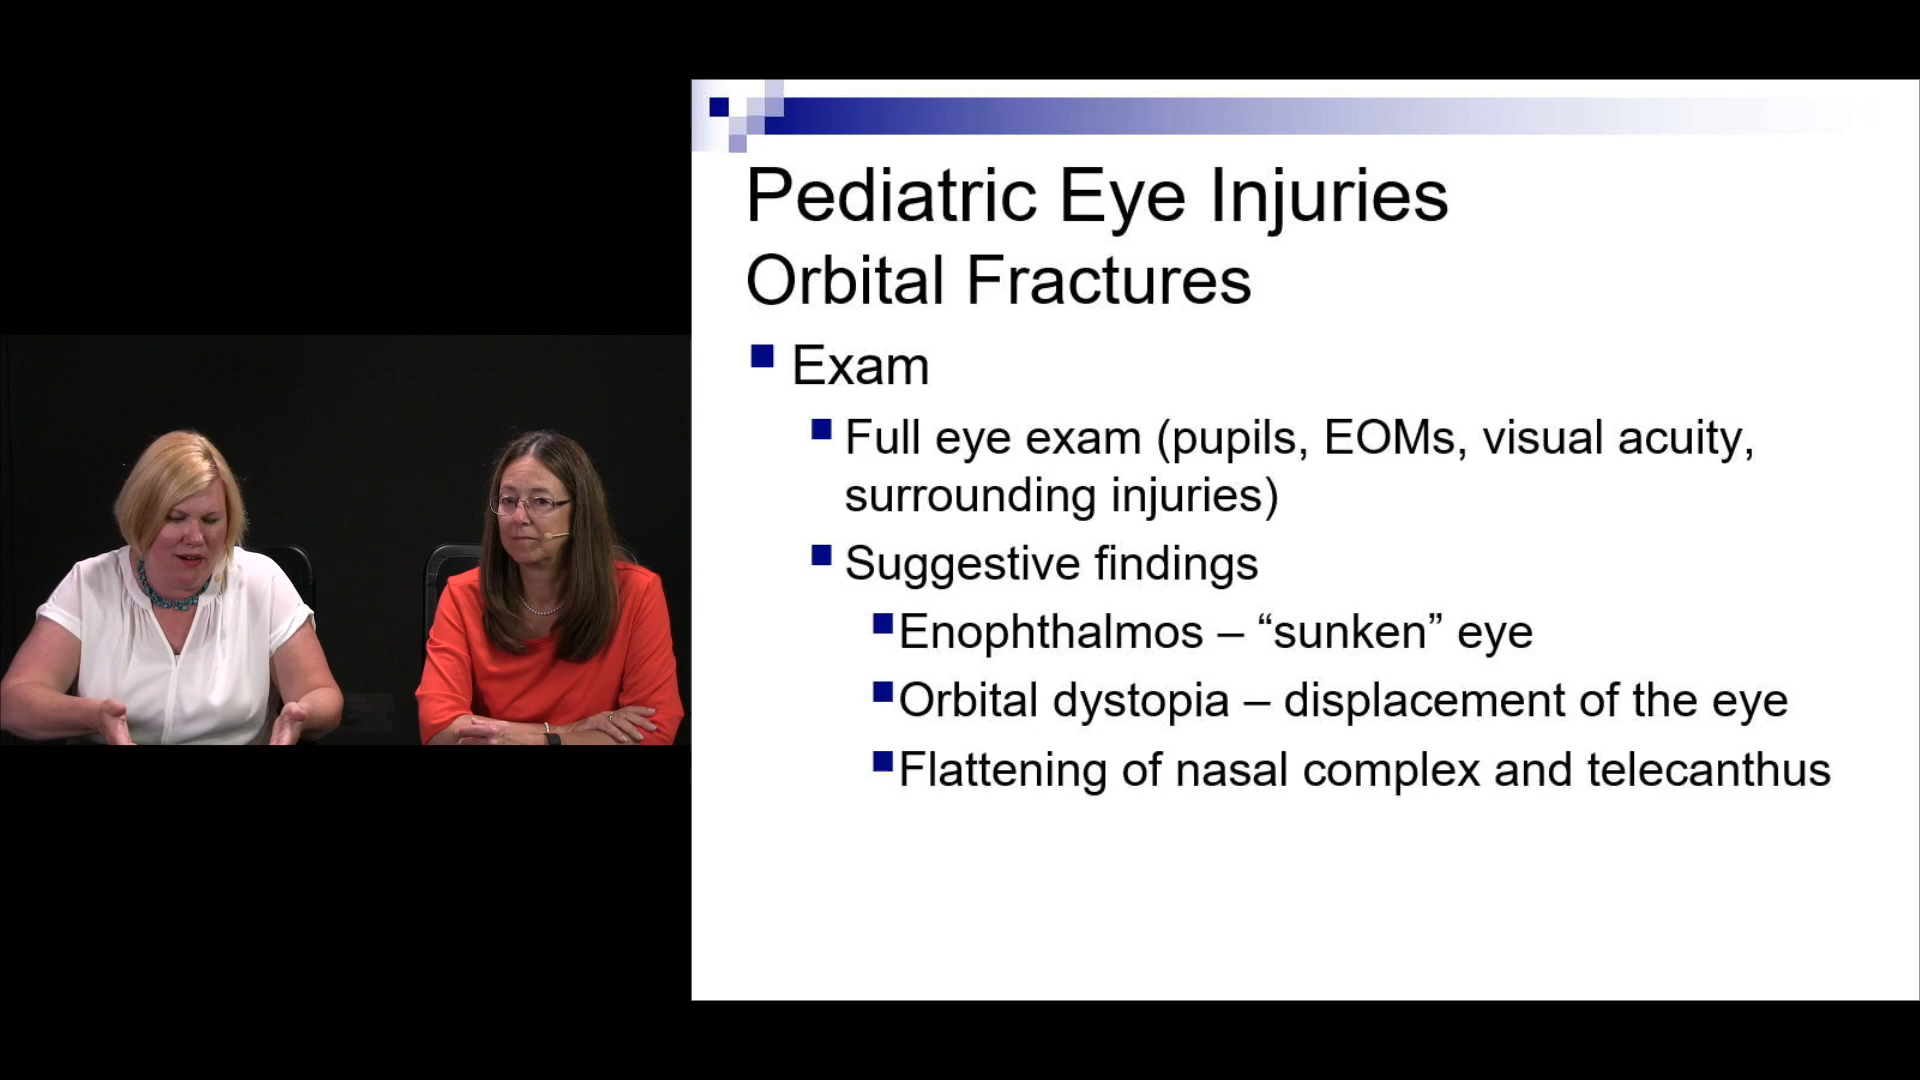 Pediatric Eye Injuries
Orbital Fractures
Exam
Full eye exam (pupils, EOMs, visual acuity,
surrounding injuries)
Suggestive findings
Enophthalmos – “sunken” eye
Orbital dystopia – displacement of the eye
Flattening of nasal complex and telecanthus